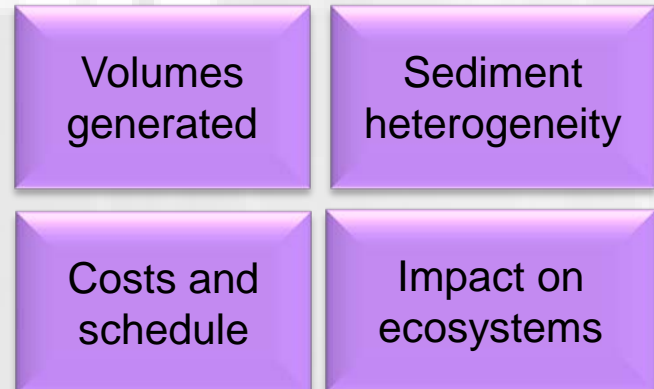 Volumes
generated
Sediment
heterogeneity
Costs and
schedule
Impact on
ecosystems